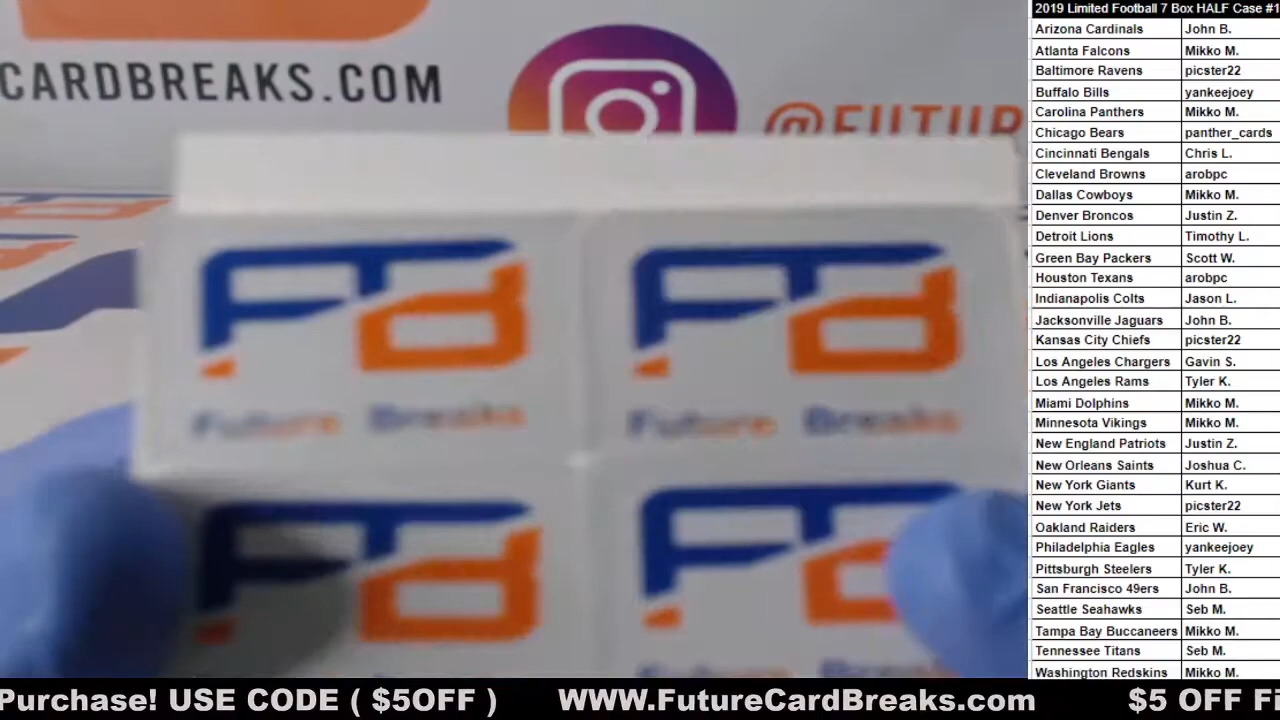 CARDBREAKS.COM
@FUTUR
Future Breaks
Future Breaks
2019 Limited Football 7 Box HALF Case #1
Arizona Cardinals John B.
Atlanta Falcons Mikko M.
Baltimore Ravens picster22
Buffalo Bills yankeejoey
Carolina Panthers Mikko M.
Chicago Bears panther_cards
Cincinnati Bengals Chris L.
Cleveland Browns arobpc
Dallas Cowboys Mikko M.
Denver Broncos Justin Z.
Detroit Lions Timothy L.
Green Bay Packers Scott W.
Houston Texans arobpc
Indianapolis Colts Jason L.
Jacksonville Jaguars John B.
Kansas City Chiefs picster22
Los Angeles Chargers Gavin S.
Los Angeles Rams Tyler K.
Miami Dolphins Mikko M.
Minnesota Vikings Mikko M.
New England Patriots Justin Z.
New Orleans Saints Joshua C.
New York Giants Kurt K.
New York Jets picster22
Oakland Raiders Eric W.
Philadelphia Eagles yankeejoey
Pittsburgh Steelers Tyler K.
San Francisco 49ers John B.
Seattle Seahawks Seb M.
Tampa Bay Buccaneers Mikko M.
Tennessee Titans Seb M.
Washington Redskins Mikko M.
Purchase! USE CODE ( $5OFF ) WWW.FutureCardBreaks.com $5 OFF Fi